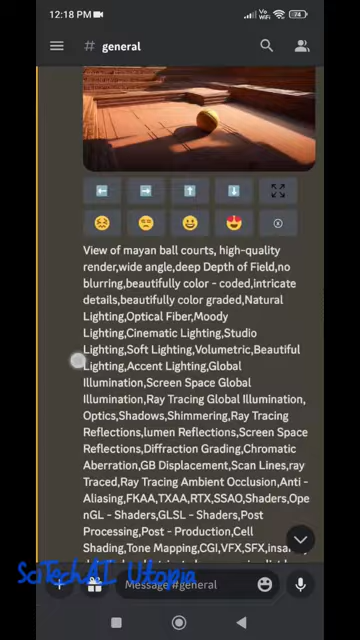 12:18 PM
Vo
WiFi
74
# general
View of mayan ball courts, high-quality
render,wide angle,deep Depth of Field,no
blurring,beautifully color - coded,intricate
details,beautifully color graded,Natural
Lighting,Optical Fiber,Moody
Lighting,Cinematic Lighting,Studio
Lighting,Soft Lighting,Volumetric,Beautiful
Lighting,Accent Lighting,Global
Illumination,Screen Space Global
Illumination,Ray Tracing Global Illumination,
Optics,Shadows,Shimmering,Ray Tracing
Reflections,lumen Reflections,Screen Space
Reflections,Diffraction Grading,Chromatic
Aberration,GB Displacement,Scan Lines,ray
Traced,Ray Tracing Ambient Occlusion,Anti -
Aliasing,FKAA,TXAA,RTX,SSAO,Shaders,Ope
nGL - Shaders,GLSL - Shaders,Post
Processing,Post - Production,Cell
Shading,Tone Mapping,CGI,VFX,SFX,insan
SciTechAI Utopia
Message #general